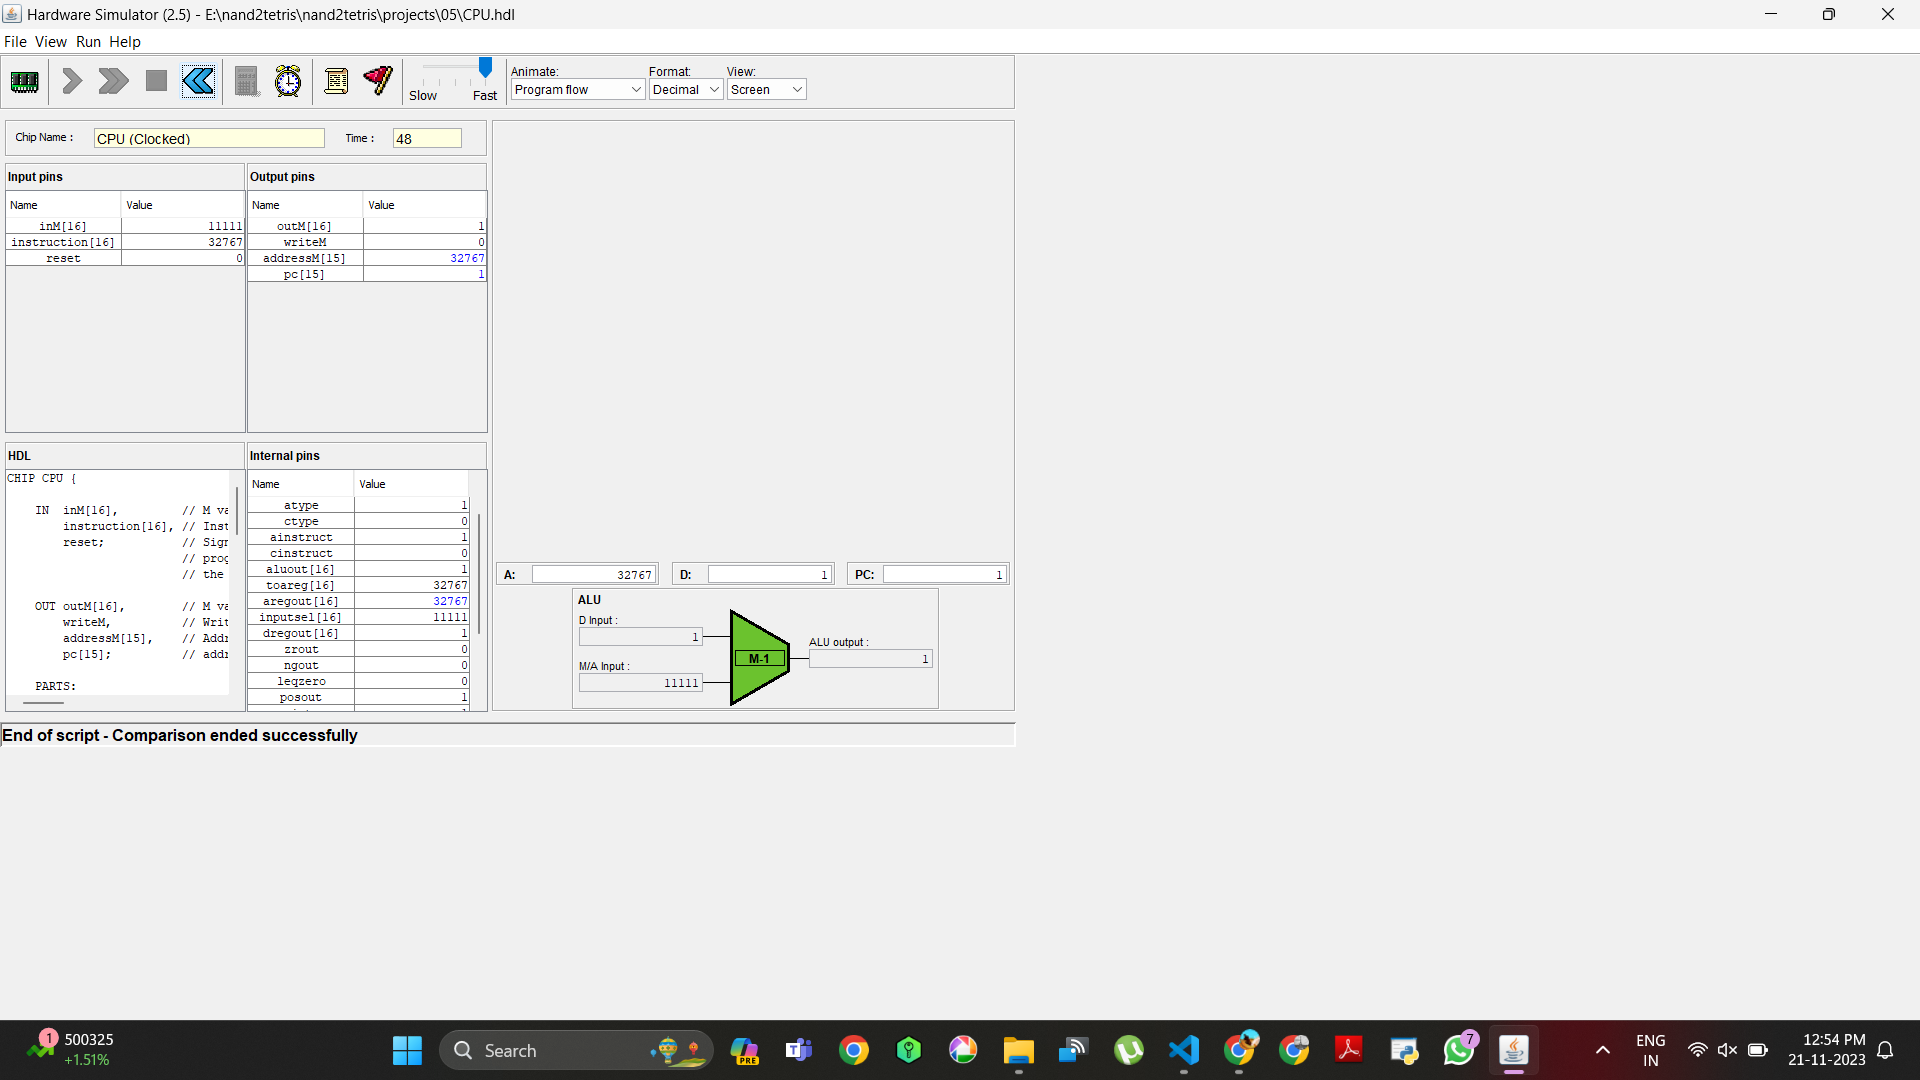 Hardware Simulator (2.5) - E:\nand2tetris\nand2tetris\projects\05\CPU.hdl
File View Run Help
Slow Fast
Animate: Format: View:
Program flow Decimal Screen
Chip Name : CPU (Clocked) Time : 48
Input pins
Name Value
inM[16] 11111
instruction[16] 32767
reset 0
Output pins
Name Value
outM[16] 1
writeM 0
addressM[15] 32767
pc[15] 1
HDL
CHIP CPU {
IN inM[16], // M va
instruction[16], // Inst
reset; // Sign
// prog
// the
OUT outM[16], // M va
writeM, // Writ
addressM[15], // Addr
pc[15]; // addr
PARTS:
Internal pins
Name Value
atype 1
ctype 0
ainstruct 1
cinstruct 0
aluout[16] 1
toareg[16] 32767
aregout[16] 32767
inputsel[16] 11111
dregout[16] 1
zrout 0
ngout 0
leqzero 0
posout 1
A: 32767 D: 1 PC: 1
ALU
D Input :
1
M/A Input :
11111
M-1
ALU output :
1
End of script - Comparison ended successfully
1
500325
+1.51%
Search
PRE
7
ENG
IN
12:54 PM
21-11-2023